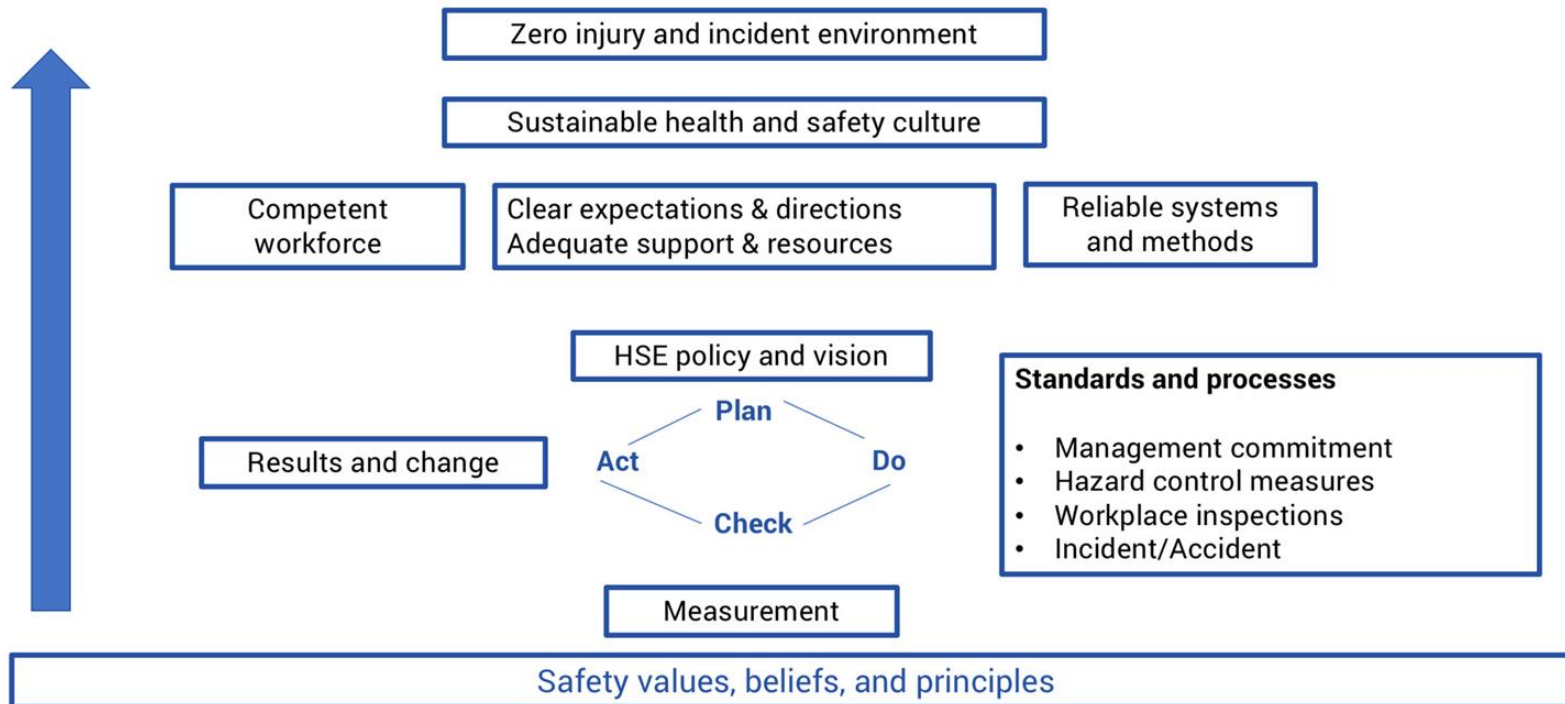 Zero injury and incident environment
Sustainable health and safety culture
Competent
workforce
Clear expectations & directions
Adequate support & resources
Reliable systems
and methods
HSE policy and vision
Plan
Act
Do
Check
Results and change
Standards and processes
• Management commitment
• Hazard control measures
• Workplace inspections
• Incident/Accident
Measurement
Safety values, beliefs, and principles